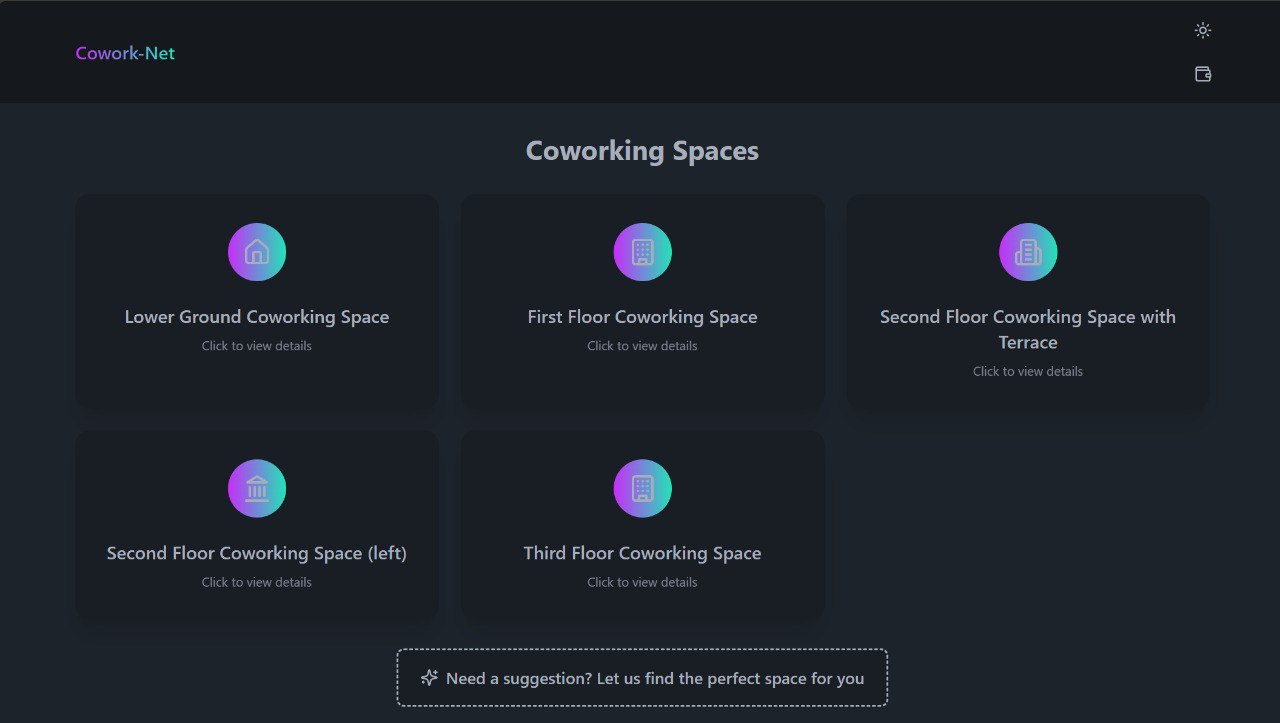 Cowork-Net
Coworking Spaces
Lower Ground Coworking Space
Click to view details
First Floor Coworking Space
Click to view details
Second Floor Coworking Space with
Terrace
Click to view details
Second Floor Coworking Space (left)
Click to view details
Third Floor Coworking Space
Click to view details
Need a suggestion? Let us find the perfect space for you